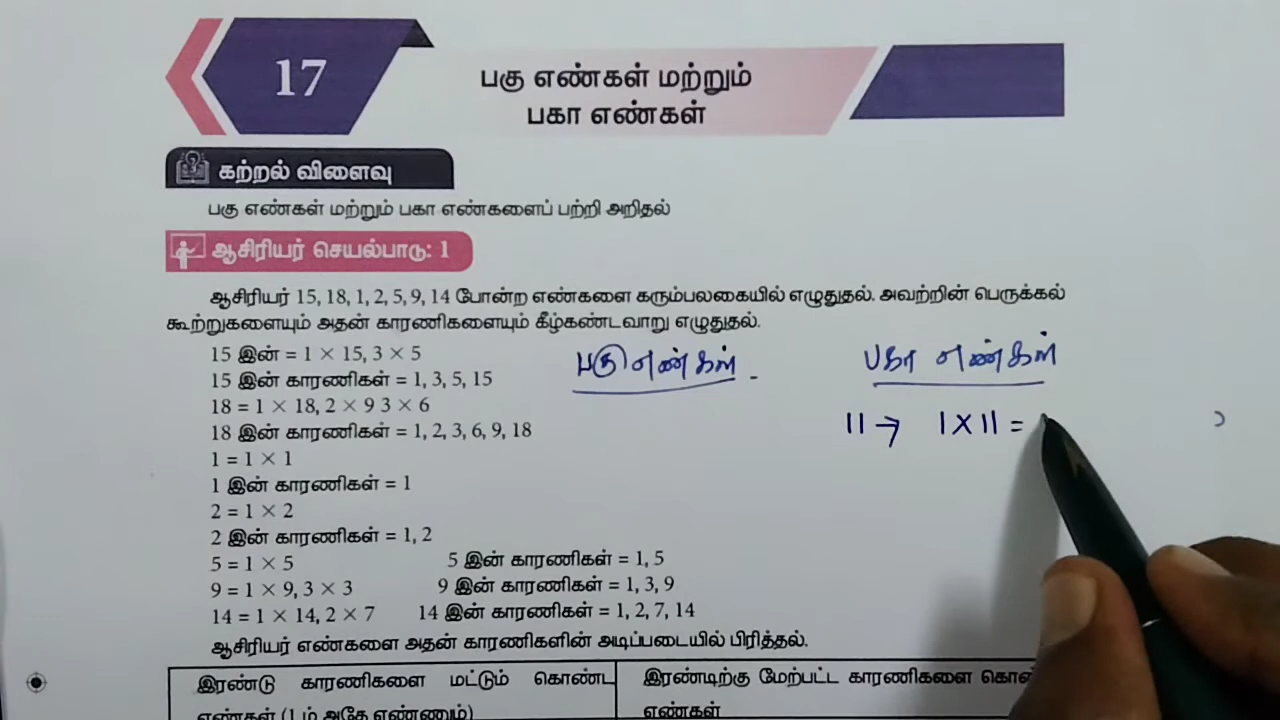 17
பகு எண்கள் மற்றும்
பகா எண்கள்
கற்றல் விளைவு
பகு எண்கள் மற்றும் பகா எண்களைப் பற்றி அறிதல்
ஆசிரியர் செயல்பாடு: 1
ஆசிரியர் 15, 18, 1, 2, 5, 9, 14 போன்ற எண்களை கரும்பலகையில் எழுதுதல். அவற்றின் பெருக்கல்
கூற்றுகளையும் அதன் காரணிகளையும் கீழ்கண்டவாறு எழுதுதல்.
15 இன் = 1 × 15, 3 × 5
15 இன் காரணிகள் = 1, 3, 5, 15
18 = 1 × 18, 2 × 9 3 × 6
18 இன் காரணிகள் = 1, 2, 3, 6, 9, 18
1 = 1 × 1
1 இன் காரணிகள் = 1
2 = 1 × 2
2 இன் காரணிகள் = 1, 2
5 = 1 × 5 5 இன் காரணிகள் = 1, 5
9 = 1 × 9, 3 × 3 9 இன் காரணிகள் = 1, 3, 9
14 = 1 × 14, 2 × 7 14 இன் காரணிகள் = 1, 2, 7, 14
ஆசிரியர் எண்களை அதன் காரணிகளின் அடிப்படையில் பிரித்தல்.
இரண்டு காரணிகளை மட்டும் கொண்ட
எண்கள் (1 ம் அதே எண்ணும்)
இரண்டிற்கு மேற்பட்ட காரணிகளை
எண்கள்
பகு எண்கள்
பகா எண்கள்
11 → 1 × 11 =